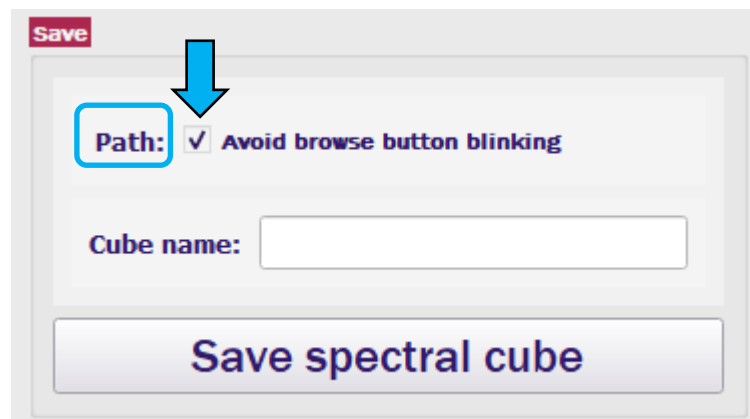 Save
Path: Avoid browse button blinking
Cube name:
Save spectral cube